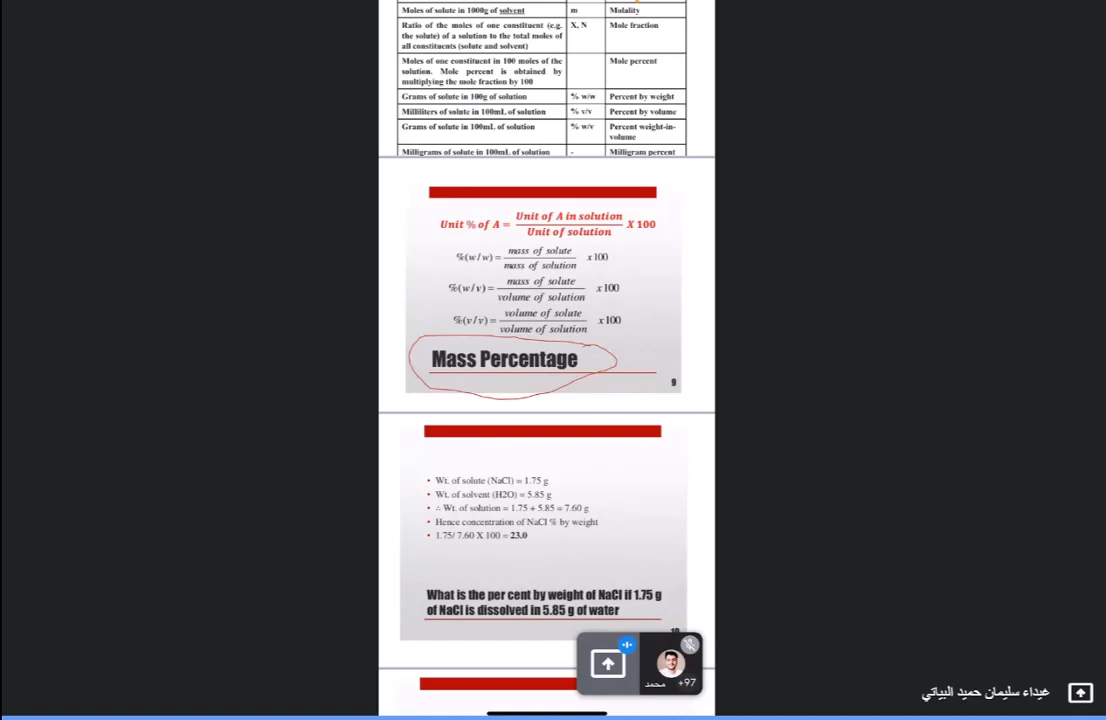 Moles of solute in 1000g of solvent m Molality
Ratio of the moles of one constituent (e.g. X, N Mole fraction
the solute) of a solution to the total moles of
all constituents (solute and solvent)
Moles of one constituent in 100 moles of the Mole percent
solution. Mole percent is obtained by
multiplying the mole fraction by 100
Grams of solute in 100g of solution % w/w Percent by weight
Milliliters of solute in 100mL of solution % v/v Percent by volume
Grams of solute in 100mL of solution % w/v Percent weight-in-
volume
Milligrams of solute in 100mL of solution - Milligram percent
Unit % of A = Unit of A in solution / Unit of solution X 100
%(w/w) = mass of solute / mass of solution x100
%(w/v) = mass of solute / volume of solution x100
%(v/v) = volume of solute / volume of solution x100
Mass Percentage
9
• Wt. of solute (NaCl) = 1.75 g
• Wt. of solvent (H2O) = 5.85 g
• ∴ Wt. of solution = 1.75 + 5.85 = 7.60 g
• Hence concentration of NaCl % by weight
• 1.75/ 7.60 X 100 = 23.0
What is the per cent by weight of NaCl if 1.75 g
of NaCl is dissolved in 5.85 g of water
محمد +97
غيداء سليمان حميد البياتي